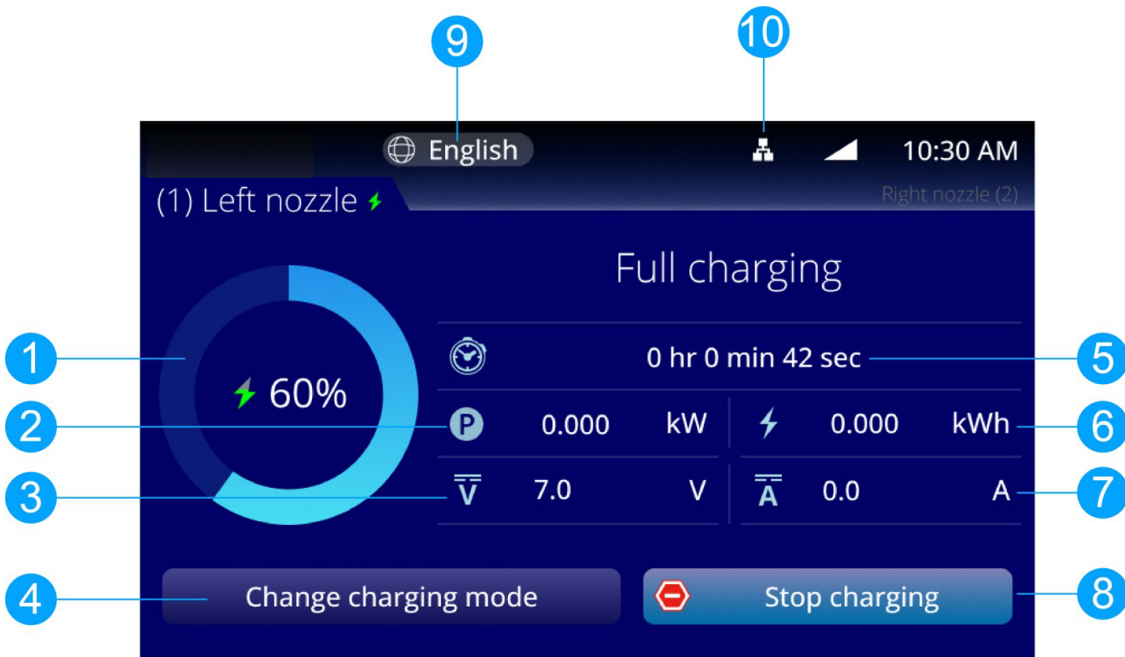 9
10
English
10:30 AM
(1) Left nozzle
Right nozzle (2)
Full charging
1
0 hr 0 min 42 sec
5
60%
2
P
0.000 kW
0.000 kWh
6
3
V
7.0 V
A
0.0 A
7
4
Change charging mode
Stop charging
8